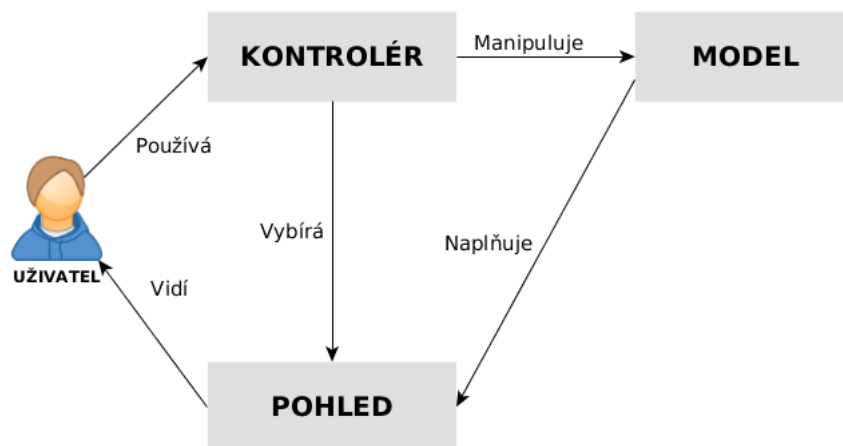 KONTROLÉR
Manipuluje
MODEL
Používá
Vybírá
Naplňuje
UŽIVATEL
Vidí
POHLED